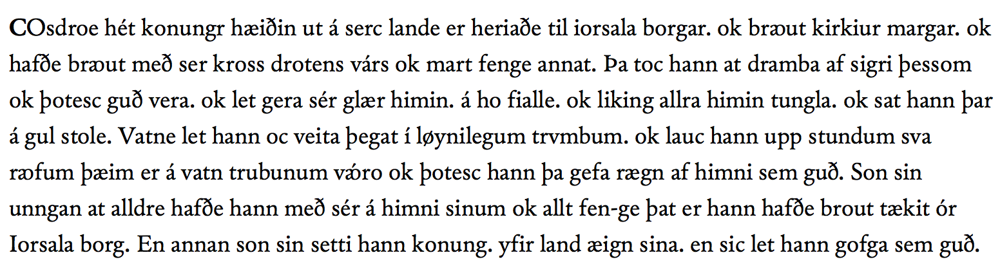 COsdroe hét konungr hæiðin ut á serc lande er heriaðe til iorsala borgar. ok brꜵut kirkiur margar. ok
hafðe brꜵut með ser kross drotens várs ok mart fenge annat. Þa toc hann at dramba af sigri þessom
ok þotesc guð vera. ok let gera sér glær himin. á ho fialle. ok liking allra himin tungla. ok sat hann þar
á gul stole. Vatne let hann oc veita þegat í løynilegum trvmbum. ok lauc hann upp stundum sva
rꜵfum þæim er á vatn trubunum vꜵ́ro ok þotesc hann þa gefa rægn af himni sem guð. Son sin
unngan at alldre hafðe hann með sér á himni sinum ok allt fen-ge þat er hann hafðe brout tækit ór
Iorsala borg. En annan son sin setti hann konung. yfir land æign sina. en sic let hann gofga sem guð.